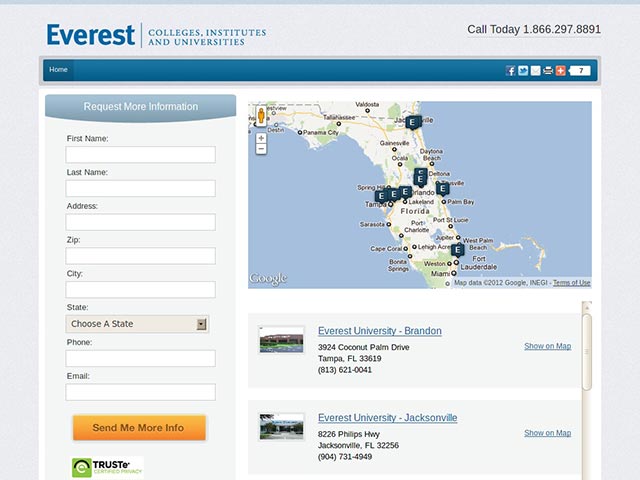 Everest
COLLEGES, INSTITUTES
AND UNIVERSITIES
Call Today 1.866.297.8891
Home
7
Request More Information
First Name:
Last Name:
Address:
Zip:
City:
State:
Choose A State
Phone:
Email:
Send Me More Info
TRUSTe
CERTIFIED PRIVACY
Valdosta
Tallahassee
Panama City
Gainesville
Ocala
Daytona
Beach
Deltona
Spring Hill
Orlando
Tampa
Lakeland
Palm Bay
Florida
Sarasota
Port
Charlotte
Port St Lucie
Jupiter
Cape Coral
Lehigh Acres
West Palm
Beach
Bonita
Springs
Weston
Fort
Lauderdale
Miami
Google
Map data ©2012 Google, INEGI - Terms of Use
Everest University - Brandon
3924 Coconut Palm Drive
Tampa, FL 33619
(813) 621-0041
Show on Map
Everest University - Jacksonville
8226 Philips Hwy
Jacksonville, FL 32256
(904) 731-4949
Show on Map